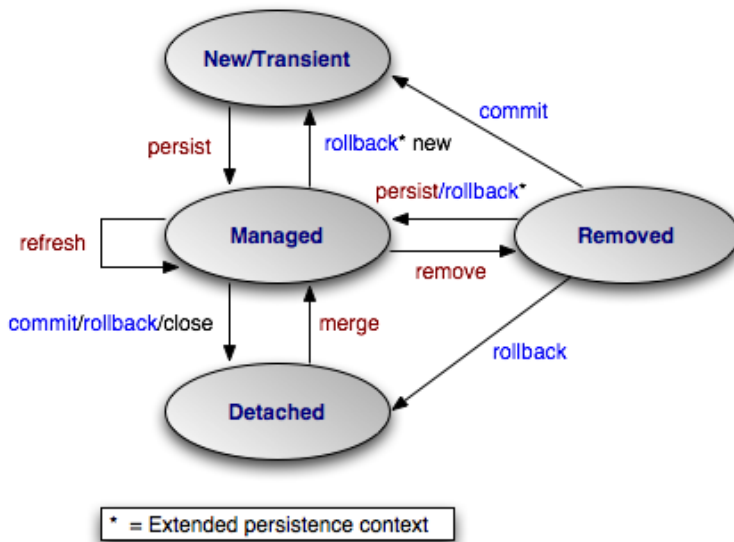 New/Transient
commit
persist
rollback* new
persist/rollback*
refresh
Managed
Removed
remove
commit/rollback/close
merge
rollback
Detached
* = Extended persistence context